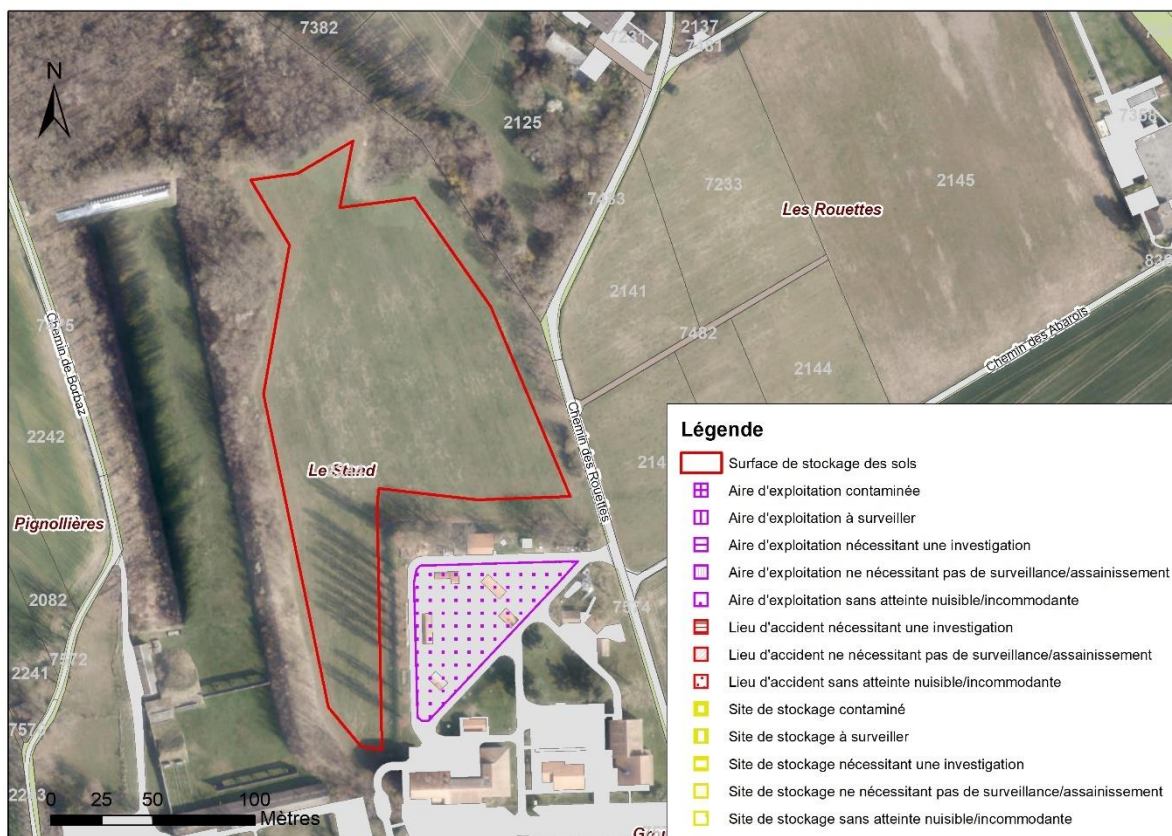 7382
7231
2137
7381
N
2125
7358
7483
7233
2145
Les Rouettes
2141
7482
Chemin de Borbaz
Chemin des Abarois
2144
2242
Chemin des Rouettes
Le Stand
Pignollières
2082
2241
7572
0 25 50 100
Mètres
Légende
Surface de stockage des sols
Aire d'exploitation contaminée
Aire d'exploitation à surveiller
Aire d'exploitation nécessitant une investigation
Aire d'exploitation ne nécessitant pas de surveillance/assainissement
Aire d'exploitation sans atteinte nuisible/incommodante
Lieu d'accident nécessitant une investigation
Lieu d'accident ne nécessitant pas de surveillance/assainissement
Lieu d'accident sans atteinte nuisible/incommodante
Site de stockage contaminé
Site de stockage à surveiller
Site de stockage nécessitant une investigation
Site de stockage ne nécessitant pas de surveillance/assainissement
Site de stockage sans atteinte nuisible/incommodante